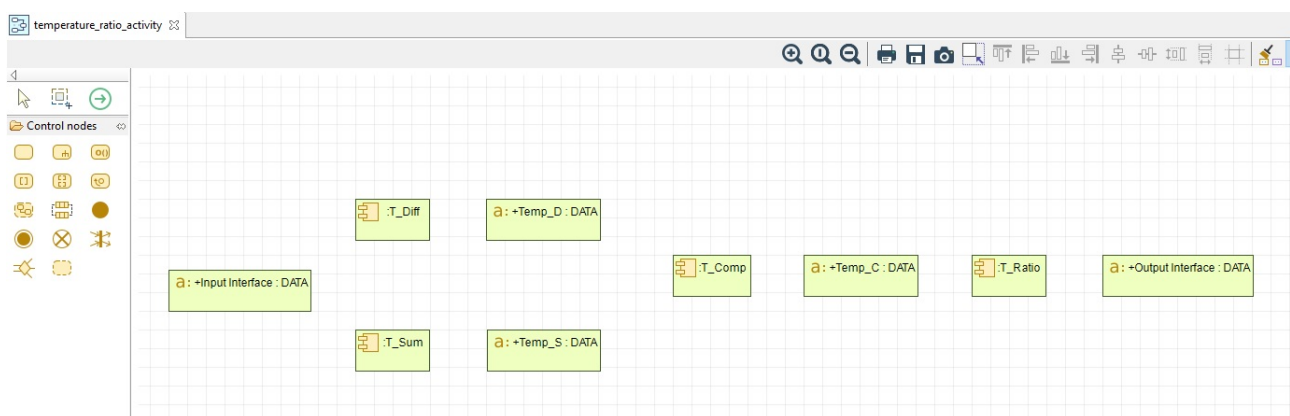 temperature_ratio_activity
Control nodes
:T_Diff
a: +Temp_D : DATA
:T_Comp
a: +Temp_C : DATA
:T_Ratio
a: +Output Interface : DATA
a: +Input Interface : DATA
:T_Sum
a: +Temp_S : DATA